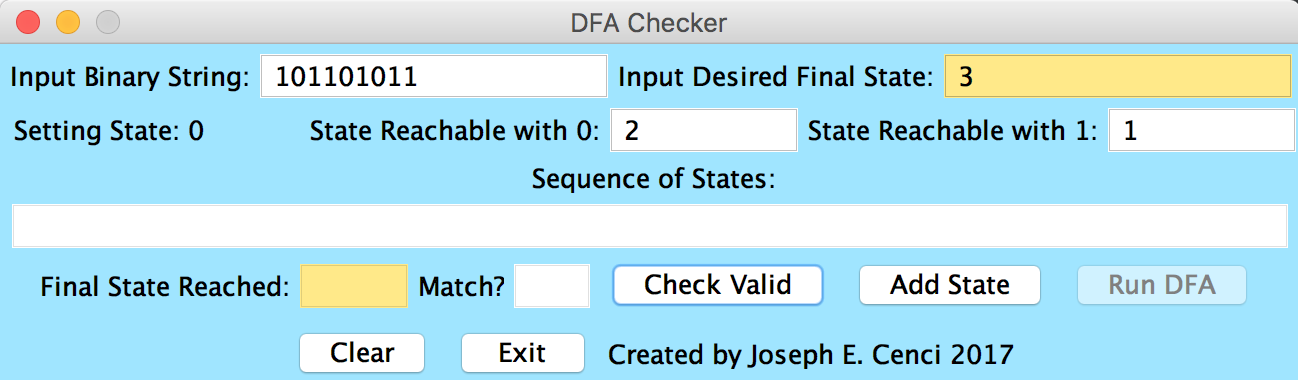 DFA Checker
Input Binary String: 101101011 Input Desired Final State: 3
Setting State: 0 State Reachable with 0: 2 State Reachable with 1: 1
Sequence of States:
Final State Reached: Match? Check Valid Add State Run DFA
Clear Exit Created by Joseph E. Cenci 2017